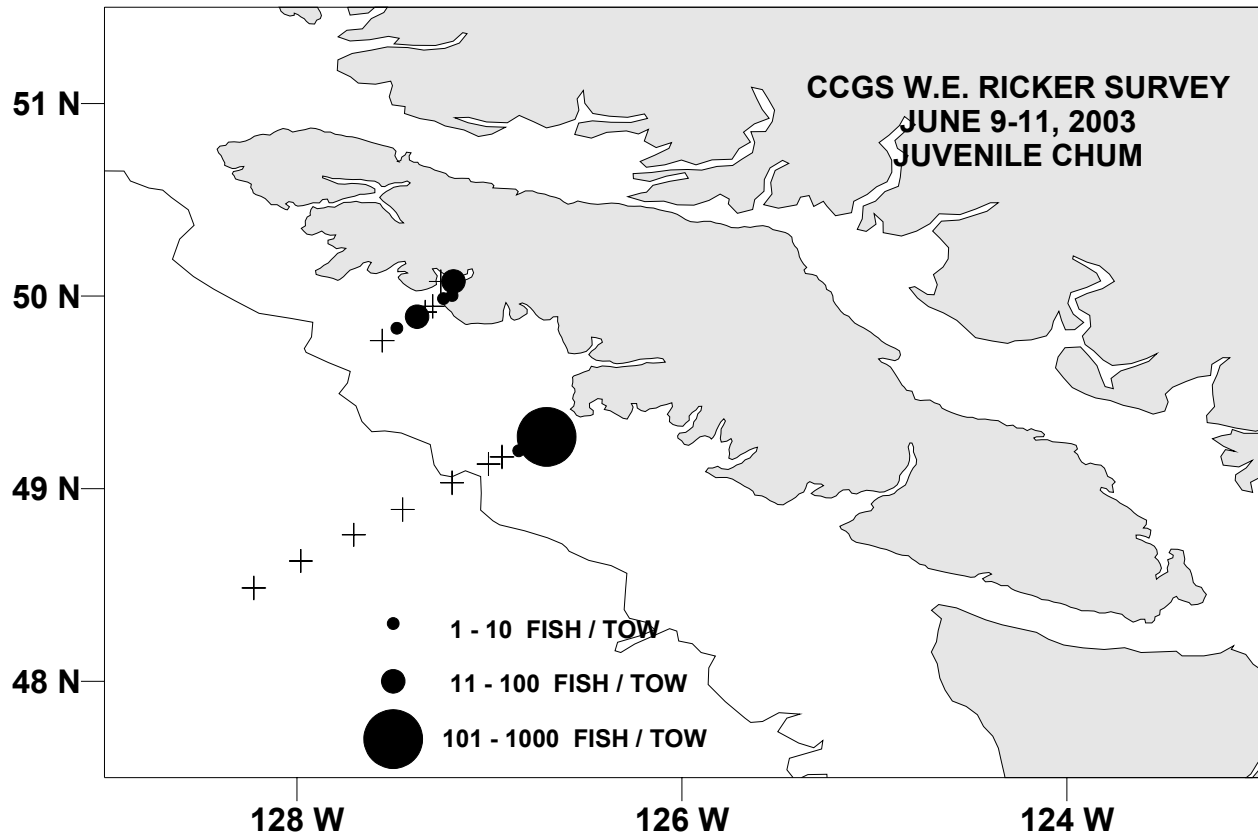 CCGS W.E. RICKER SURVEY
JUNE 9-11, 2003
JUVENILE CHUM
51 N
50 N
49 N
48 N
1 - 10 FISH / TOW
11 - 100 FISH / TOW
101 - 1000 FISH / TOW
128 W
126 W
124 W